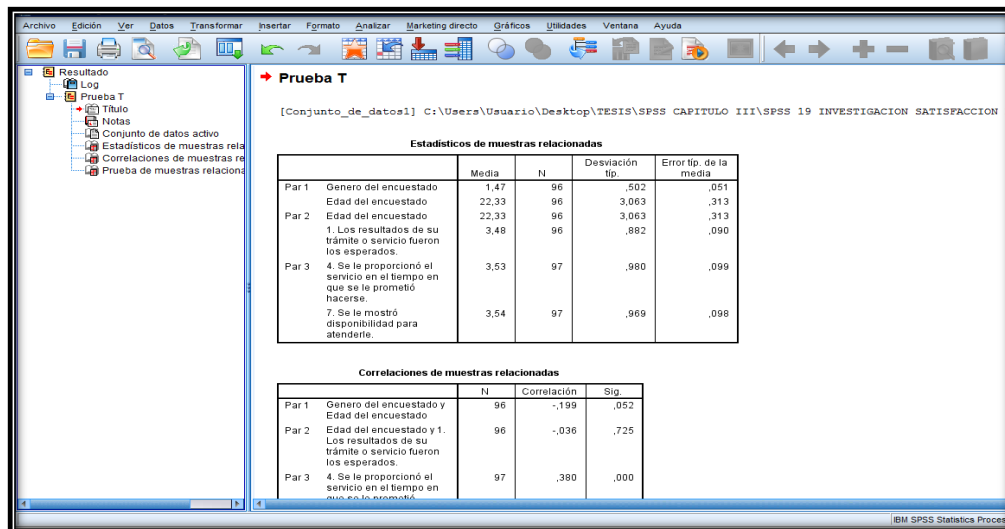 Archivo Edición Ver Datos Transformar Insertar Formato Analizar Marketing directo Gráficos Utilidades Ventana Ayuda
Resultado
Log
Prueba T
Título
Notas
Conjunto de datos activo
Estadísticos de muestras rela
Correlaciones de muestras re
Prueba de muestras relaciona
Prueba T
[Conjunto_de_datos1] C:\Users\Usuario\Desktop\TESIS\SPSS CAPITULO III\SPSS 19 INVESTIGACION SATISFACCION
Estadísticos de muestras relacionadas
Media N Desviación típ. Error típ. de la media
Par 1 Genero del encuestado 1,47 96 ,502 ,051
Edad del encuestado 22,33 96 3,063 ,313
Par 2 Edad del encuestado 22,33 96 3,063 ,313
1. Los resultados de su 3,48 96 ,882 ,090
trámite o servicio fueron
los esperados.
Par 3 4. Se le proporcionó el 3,53 97 ,980 ,099
servicio en el tiempo en
que se le prometió
hacerse.
7. Se le mostró 3,54 97 ,969 ,098
disponibilidad para
atenderle.
Correlaciones de muestras relacionadas
N Correlación Sig.
Par 1 Genero del encuestado y 96 -,199 ,052
Edad del encuestado
Par 2 Edad del encuestado y 1. 96 -,036 ,725
Los resultados de su
trámite o servicio fueron
los esperados.
Par 3 4. Se le proporcionó el 97 ,380 ,000
servicio en el tiempo en
que se le prometió
IBM SPSS Statistics Proces